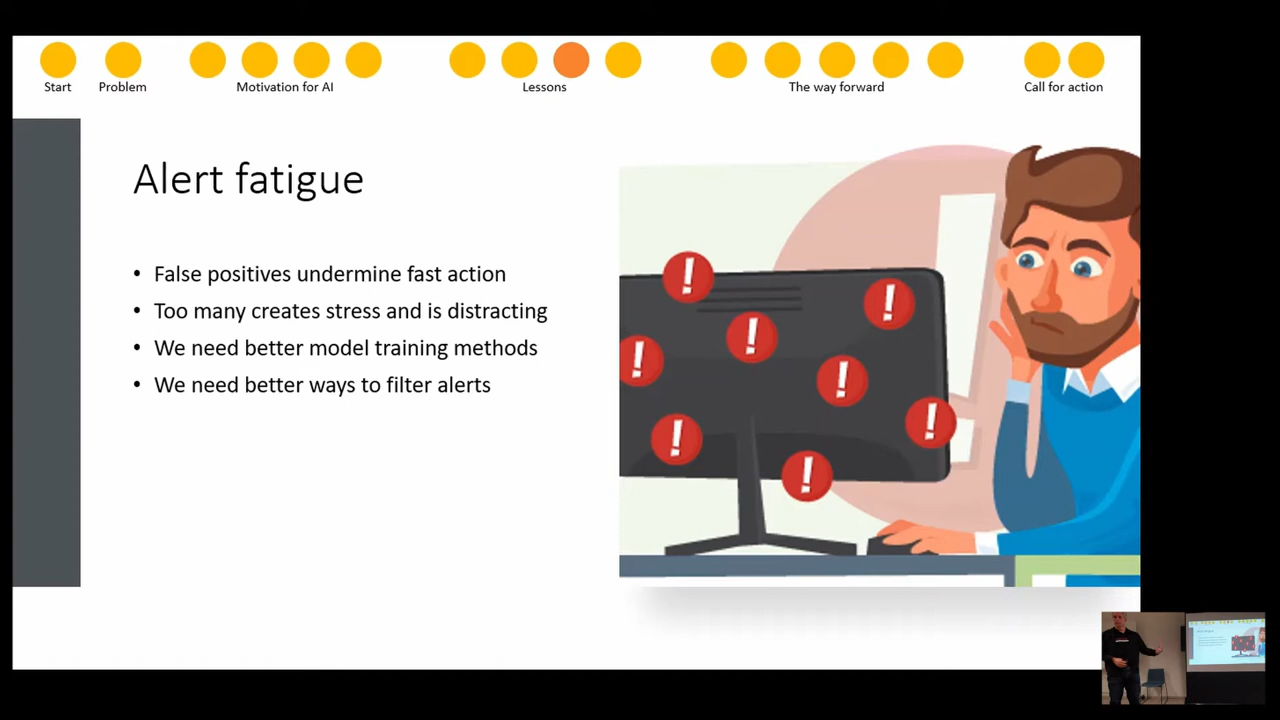 Start
Problem
Motivation for AI
Lessons
The way forward
Call for action
Alert fatigue
• False positives undermine fast action
• Too many creates stress and is distracting
• We need better model training methods
• We need better ways to filter alerts